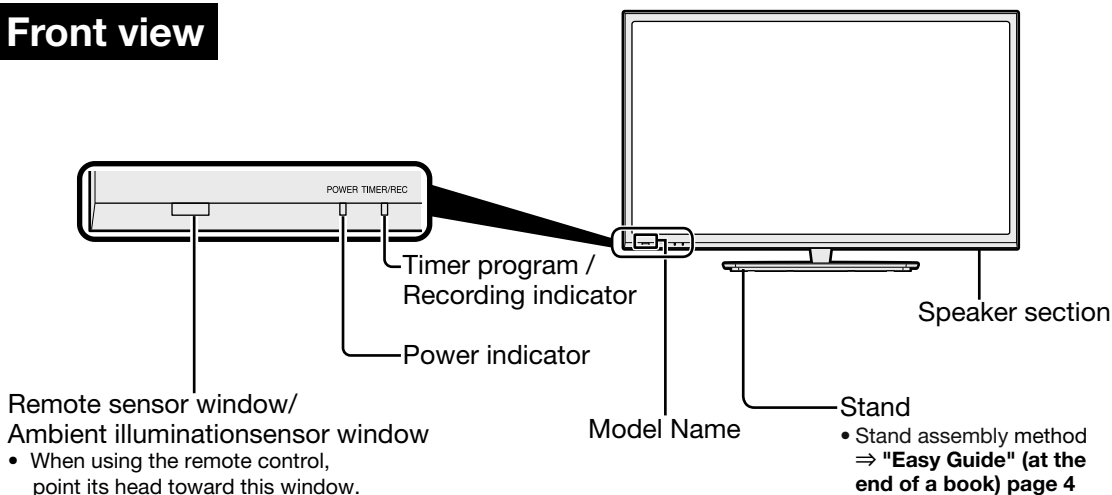 Front view
POWER TIMER/REC
Timer program /
Recording indicator
Power indicator
Remote sensor window/
Ambient illuminationsensor window
• When using the remote control,
point its head toward this window.
Model Name
Speaker section
Stand
• Stand assembly method
⇒ "Easy Guide" (at the
end of a book) page 4